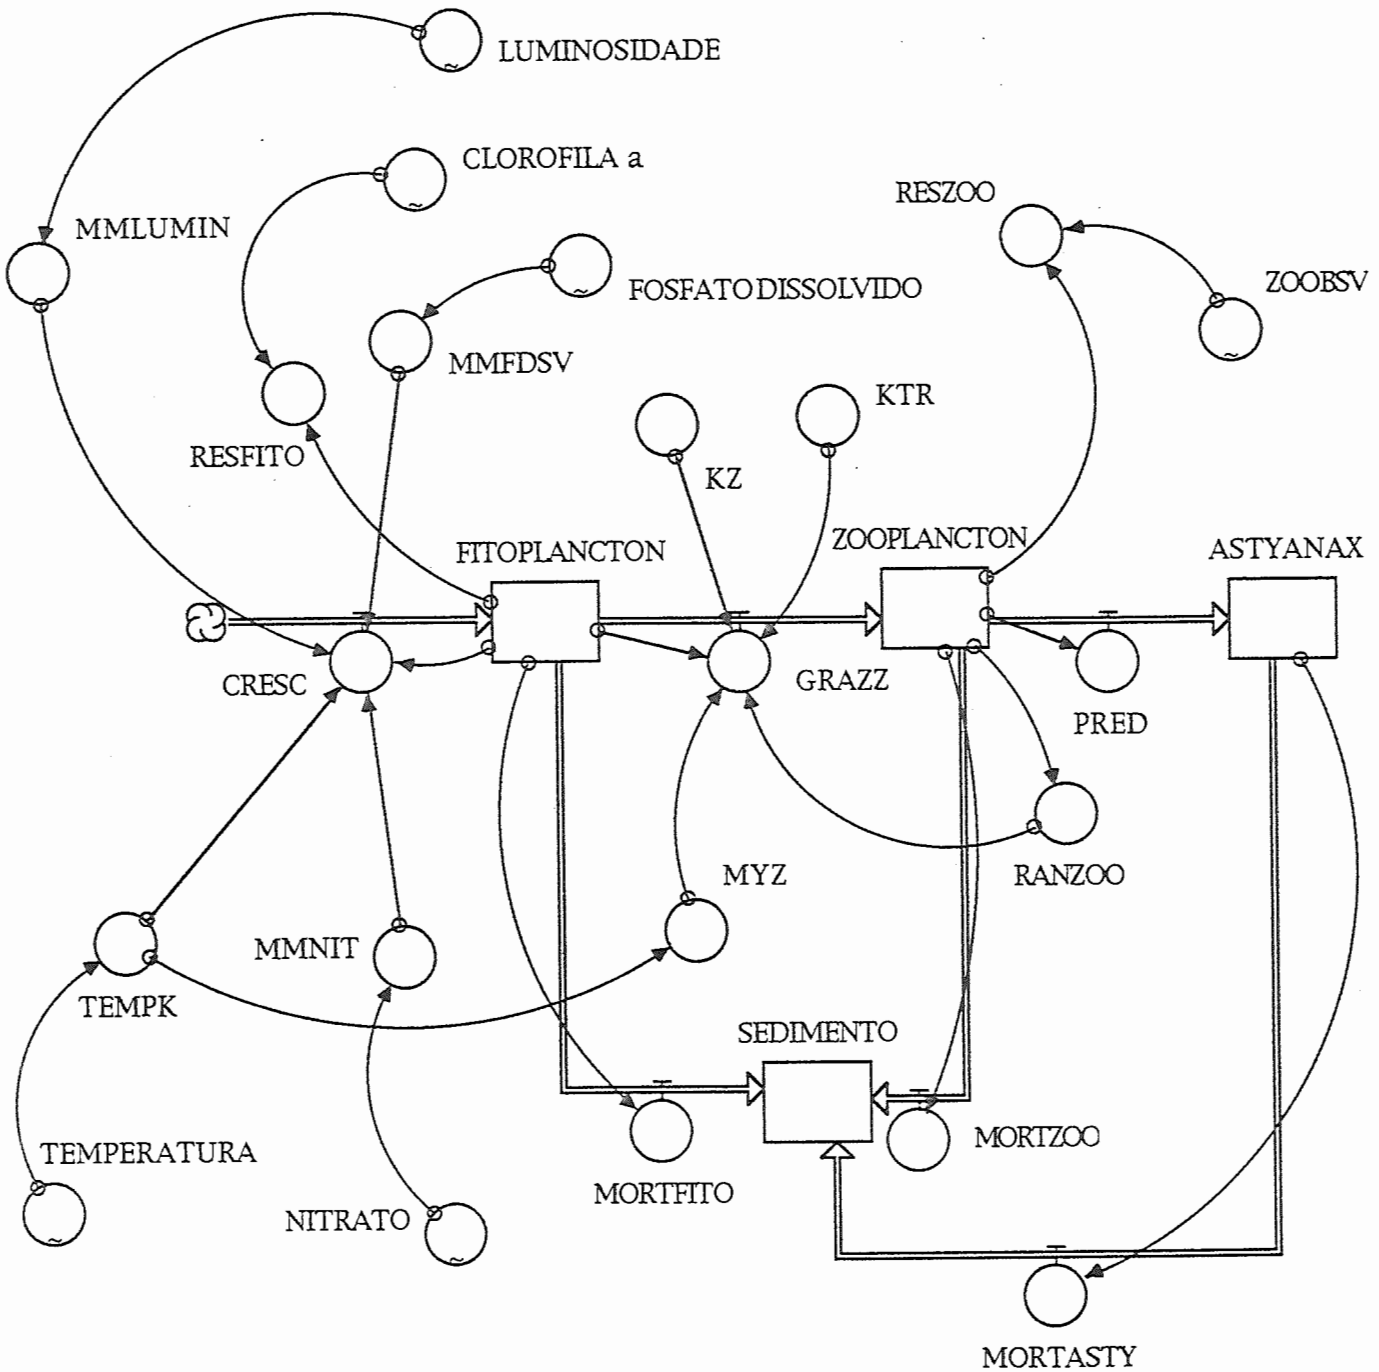 LUMINOSIDADE
CLOROFILA a
RESZOO
MMLUMIN
FOSFATO DISSOLVIDO
ZOOBSV
MMFDSV
KTR
RESFITO
KZ
FITOPLANCTON
ZOOPLANCTON
ASTYANAX
CRESC
GRAZZ
PRED
MYZ
RANZOO
MMNIT
TEMPK
SEDIMENTO
TEMPERATURA
MORTZOO
MORTFITO
NITRATO
MORTASTY